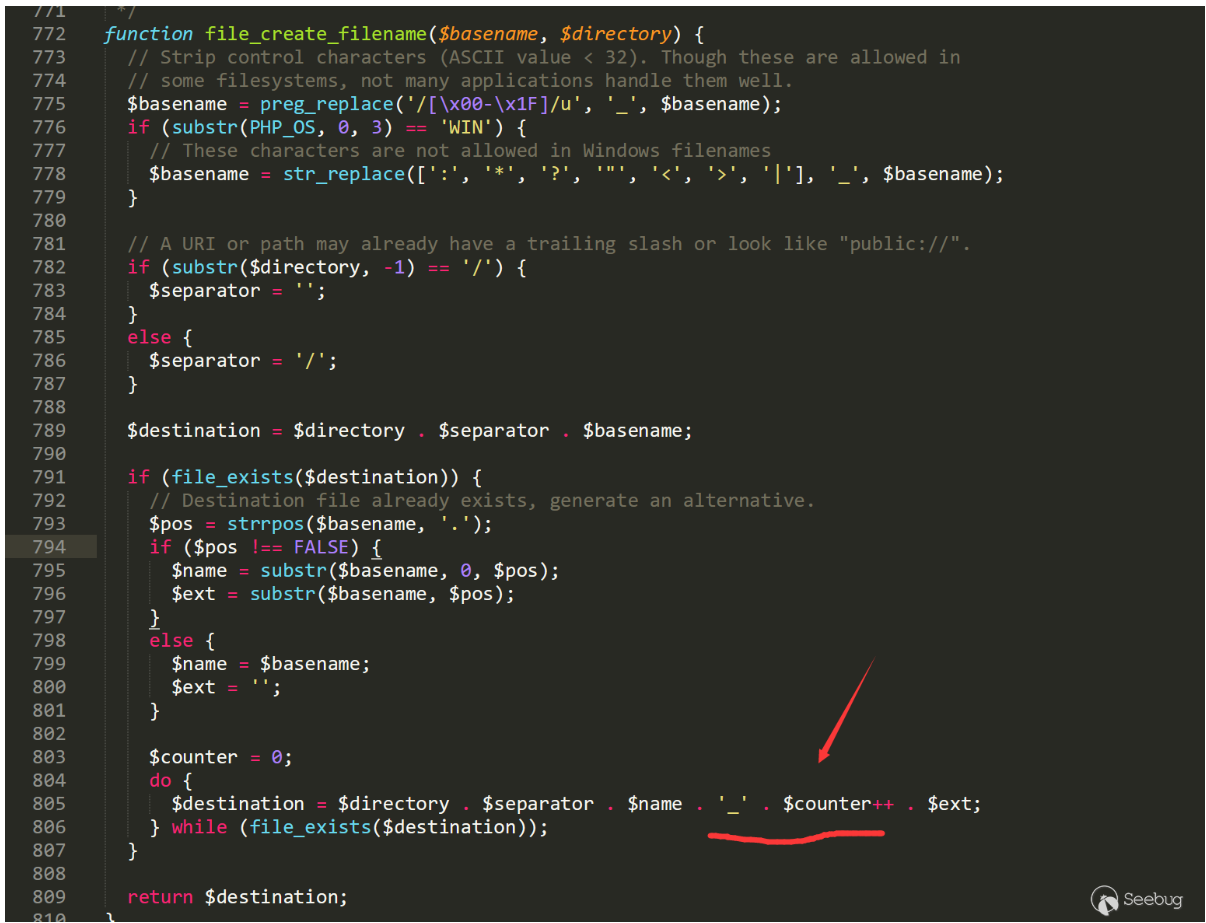 771 */
772 function file_create_filename($basename, $directory) {
773 // Strip control characters (ASCII value < 32). Though these are allowed in
774 // some filesystems, not many applications handle them well.
775 $basename = preg_replace('/[\x00-\x1F]/u', '_', $basename);
776 if (substr(PHP_OS, 0, 3) == 'WIN') {
777 // These characters are not allowed in Windows filenames
778 $basename = str_replace([':', '*', '?', '"', '<', '>', '|'], '_', $basename);
779 }
780
781 // A URI or path may already have a trailing slash or look like "public://".
782 if (substr($directory, -1) == '/') {
783 $separator = '';
784 }
785 else {
786 $separator = '/';
787 }
788
789 $destination = $directory . $separator . $basename;
790
791 if (file_exists($destination)) {
792 // Destination file already exists, generate an alternative.
793 $pos = strrpos($basename, '.');
794 if ($pos !== FALSE) {
795 $name = substr($basename, 0, $pos);
796 $ext = substr($basename, $pos);
797 }
798 else {
799 $name = $basename;
800 $ext = '';
801 }
802
803 $counter = 0;
804 do {
805 $destination = $directory . $separator . $name . '_' . $counter++ . $ext;
806 } while (file_exists($destination));
807 }
808
809 return $destination;
810 }
Seebug